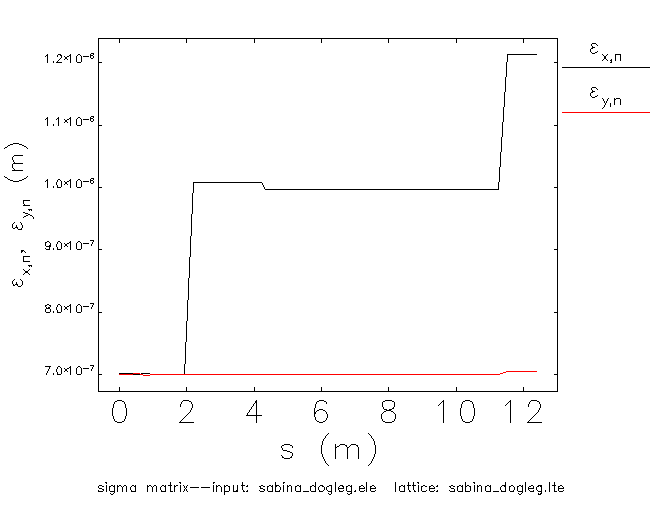 1.2×10⁻⁶
1.1×10⁻⁶
1.0×10⁻⁶
9.0×10⁻⁷
8.0×10⁻⁷
7.0×10⁻⁷
εx,n, εy,n (m)
0 2 4 6 8 10 12
s (m)
εx,n
εy,n
sigma matrix--input: sabina_dogleg.ele lattice: sabina_dogleg.lte